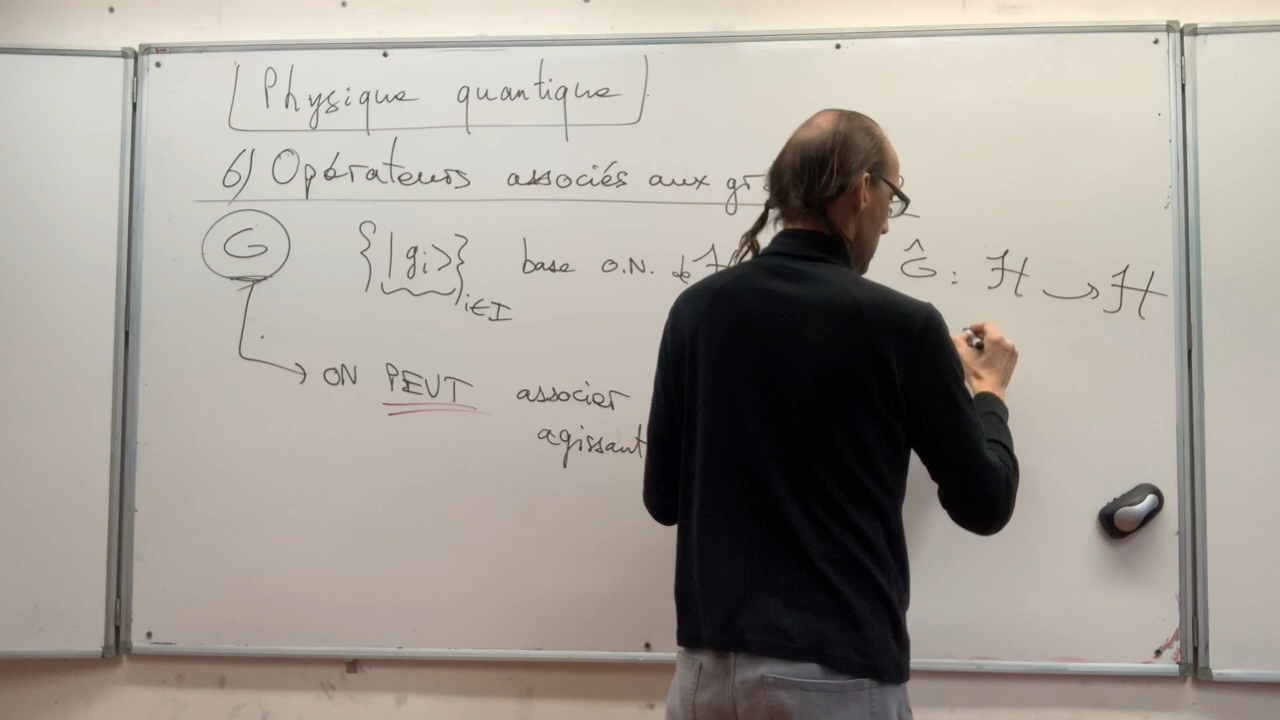 Physique quantique
6) Opérateurs associés aux
G {|gi>}i∈I base O.N. de H Ĝ : H → H
→ ON PEUT associer
agissant